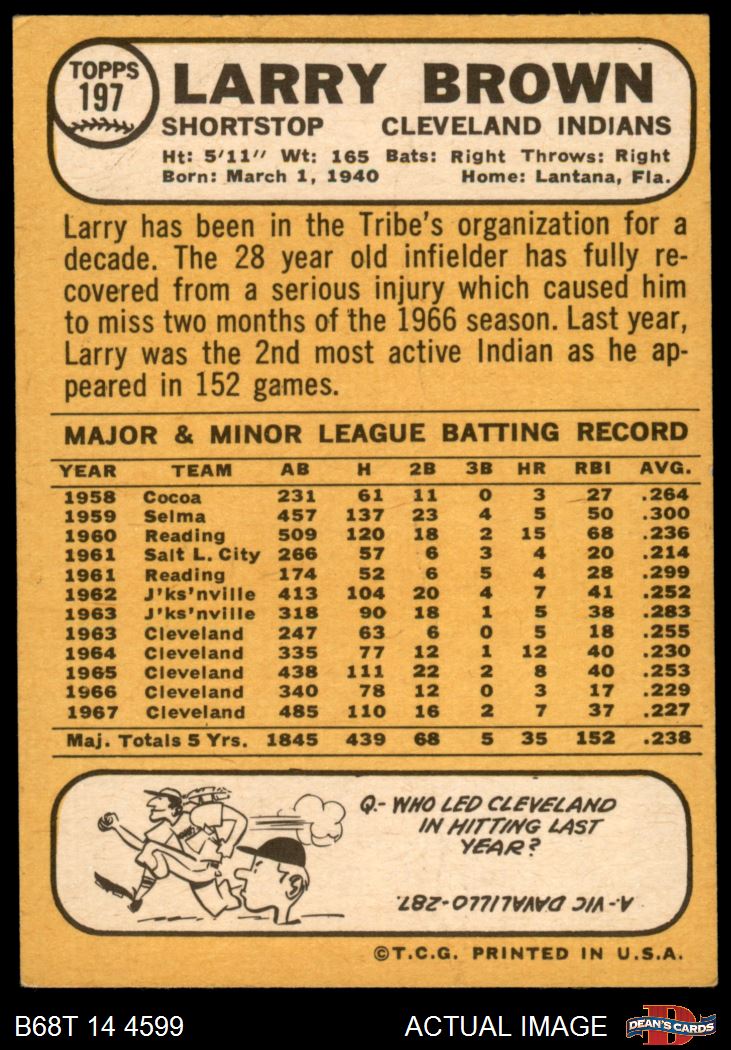 TOPPS
197
LARRY BROWN
SHORTSTOP CLEVELAND INDIANS
Ht: 5'11" Wt: 165 Bats: Right Throws: Right
Born: March 1, 1940 Home: Lantana, Fla.
Larry has been in the Tribe's organization for a
decade. The 28 year old infielder has fully re-
covered from a serious injury which caused him
to miss two months of the 1966 season. Last year,
Larry was the 2nd most active Indian as he ap-
peared in 152 games.
MAJOR & MINOR LEAGUE BATTING RECORD
YEAR TEAM AB H 2B 3B HR RBI AVG.
1958 Cocoa 231 61 11 0 3 27 .264
1959 Selma 457 137 23 4 5 50 .300
1960 Reading 509 120 18 2 15 68 .236
1961 Salt L. City 266 57 6 3 4 20 .214
1961 Reading 174 52 6 5 4 28 .299
1962 J'ks'nville 413 104 20 4 7 41 .252
1963 J'ks'nville 318 90 18 1 5 38 .283
1963 Cleveland 247 63 6 0 5 18 .255
1964 Cleveland 335 77 12 1 12 40 .230
1965 Cleveland 438 111 22 2 8 40 .253
1966 Cleveland 340 78 12 0 3 17 .229
1967 Cleveland 485 110 16 2 7 37 .227
Maj. Totals 5 Yrs. 1845 439 68 5 35 152 .238
Q.- WHO LED CLEVELAND
IN HITTING LAST
YEAR?
A.- VIC DAVALILLO-287.
©T.C.G. PRINTED IN U.S.A.
B68T 14 4599 ACTUAL IMAGE
D
DEAN'S CARDS